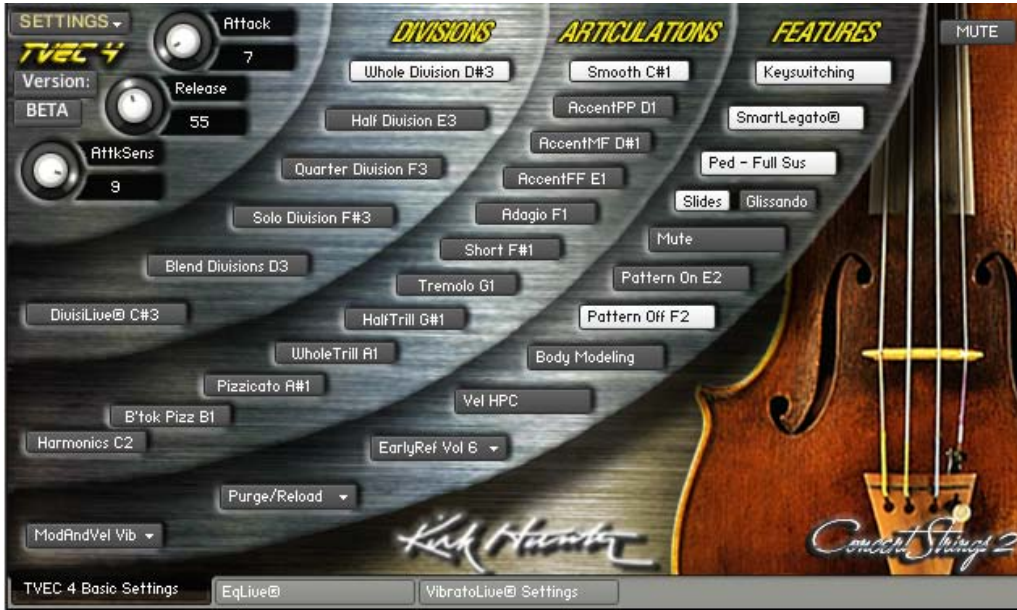 SETTINGS
TVEC 4
Version:
BETA
Attack
7
Release
55
AttkSens
9
DIVISIONS
Whole Division D#3
Half Division E3
Quarter Division F3
Solo Division F#3
Blend Divisions D3
DivisiLive® C#3
ARTICULATIONS
Smooth C#1
AccentPP D1
AccentMF D#1
AccentFF E1
Adagio F1
Short F#1
Tremolo G1
HalfTrill G#1
WholeTrill A1
Pizzicato A#1
B'tok Pizz B1
Harmonics C2
FEATURES
Keyswitching
SmartLegato®
Ped - Full Sus
Slides Glissando
Mute
Pattern On E2
Pattern Off F2
Body Modeling
Vel HPC
EarlyRef Vol 6
Purge/Reload
ModAndVel Vib
MUTE
Kirk Hunter
Concert Strings 2
TVEC 4 Basic Settings
EqLive®
VibratoLive® Settings